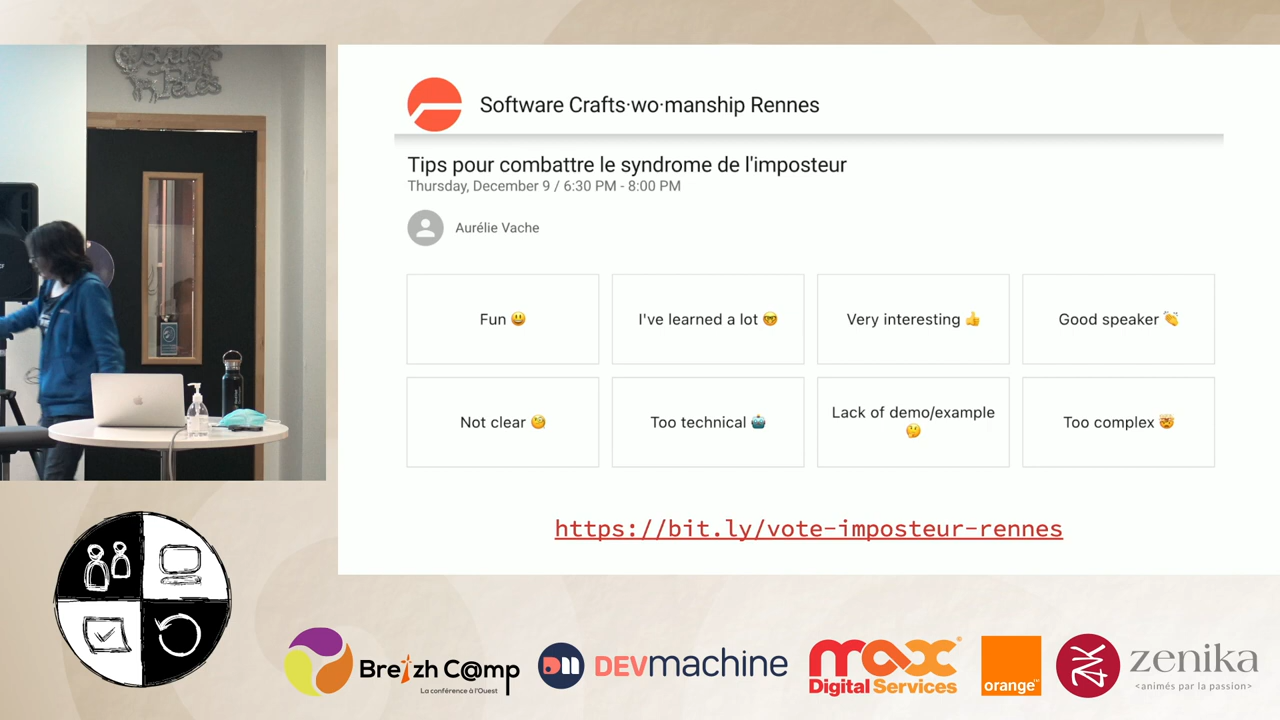 Software Crafts·wo·manship Rennes
Tips pour combattre le syndrome de l'imposteur
Thursday, December 9 / 6:30 PM - 8:00 PM
Aurélie Vache
Fun 😃
I've learned a lot 🤓
Very interesting 👍
Good speaker 👏
Not clear 🧐
Too technical 🤖
Lack of demo/example
🤔
Too complex 🤯
https://bit.ly/vote-imposteur-rennes
Breizh C@mp
La conférence à l'Ouest
DEVmachine
max
Digital Services
orange™
zenika
<animés par la passion>